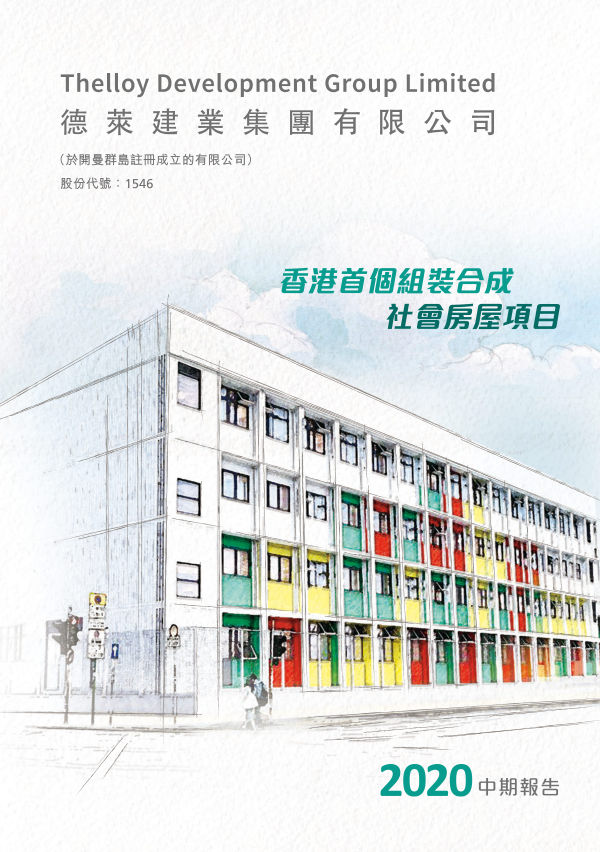 Thelloy Development Group Limited
德萊建業集團有限公司
(於開曼群島註冊成立的有限公司)
股份代號：1546
香港首個組裝合成
社會房屋項目
2020 中期報告